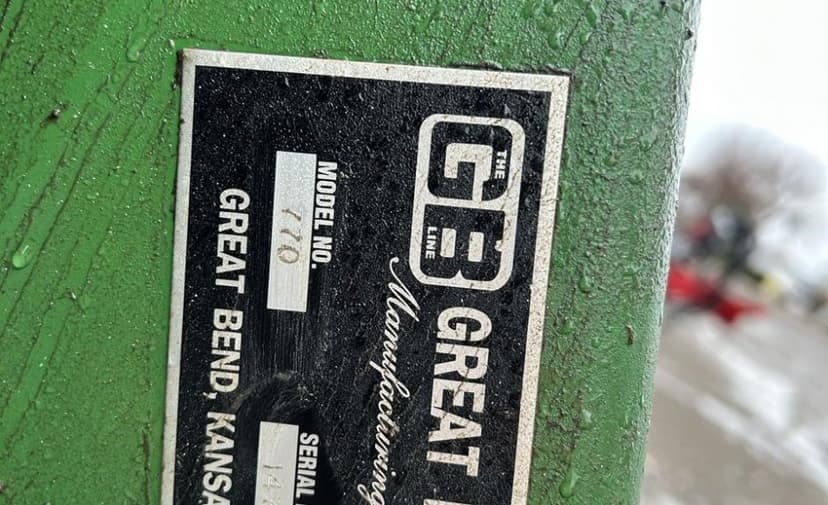 THE
GB
LINE
GREAT
Manufacturing
MODEL NO.
770
SERIAL
GREAT BEND, KANSA